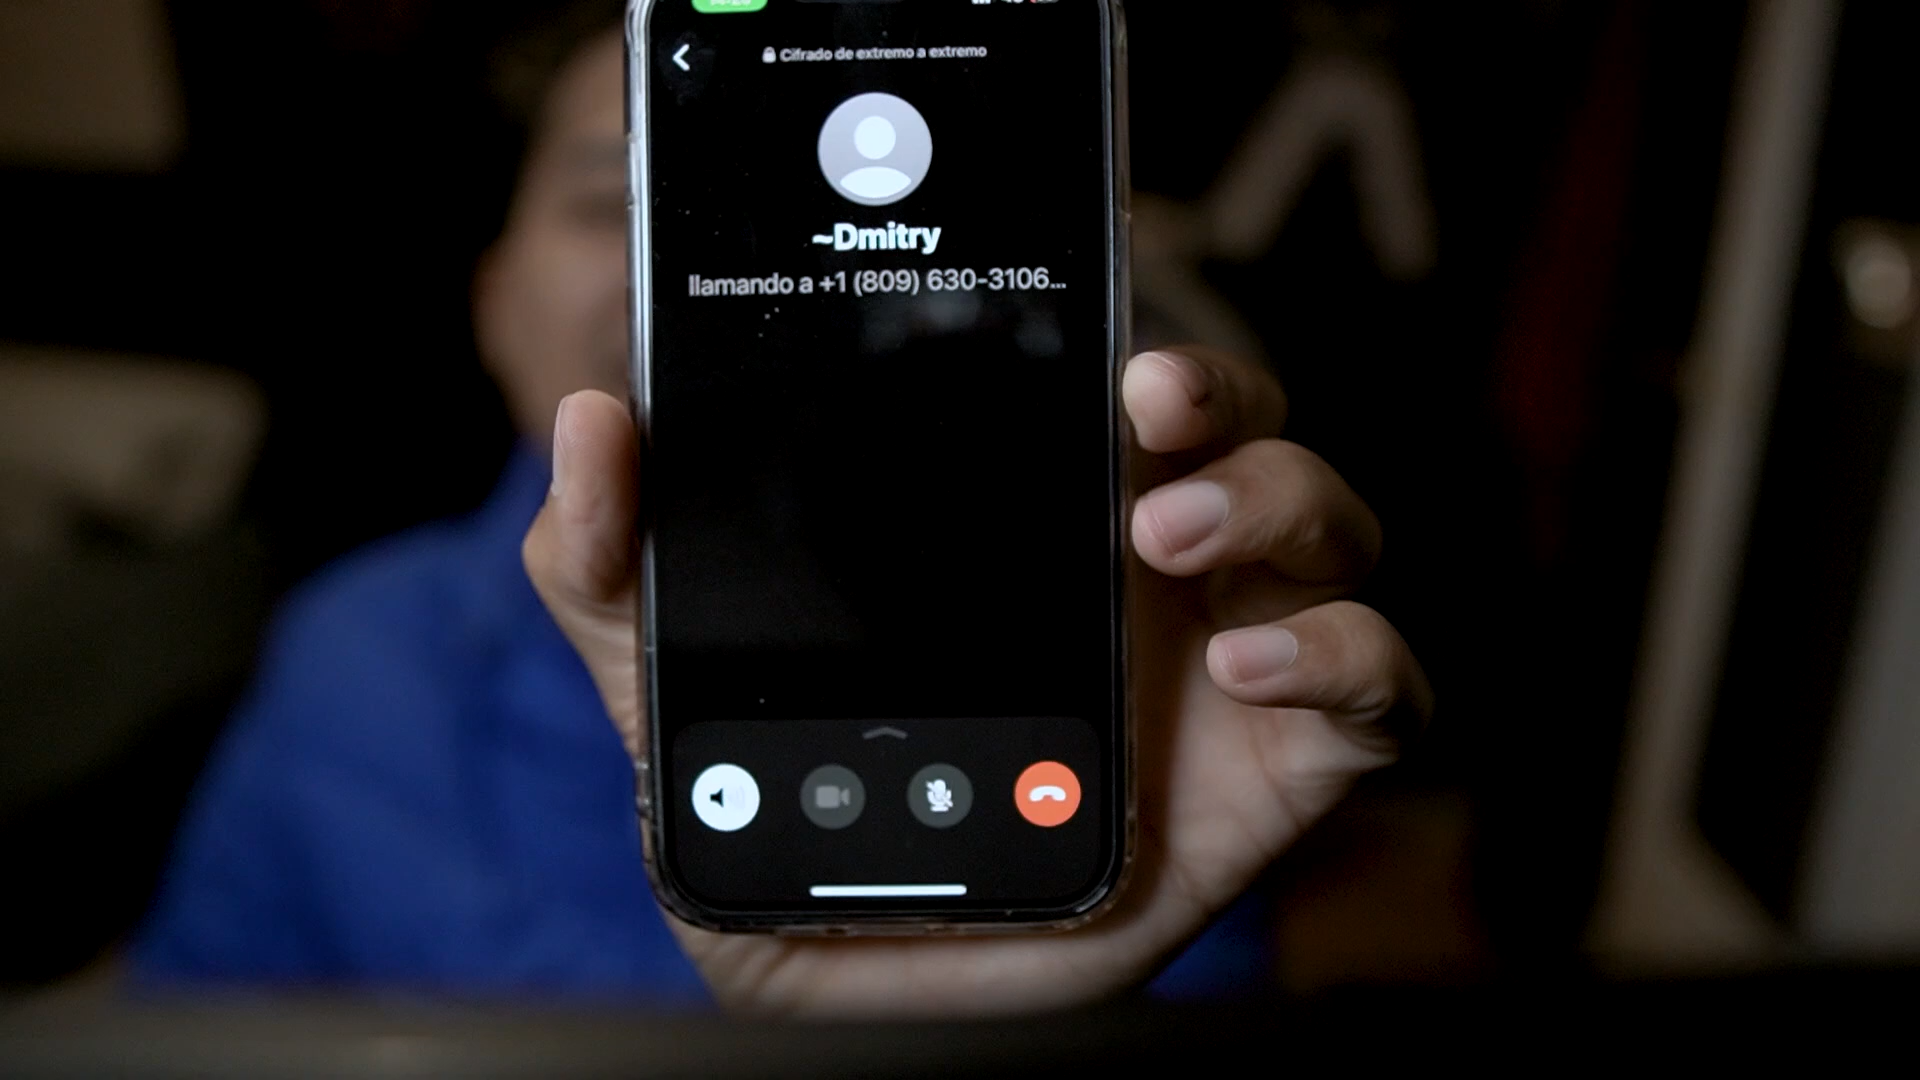 Cifrado de extremo a extremo
~Dmitry
llamando a +1 (809) 630-3106...